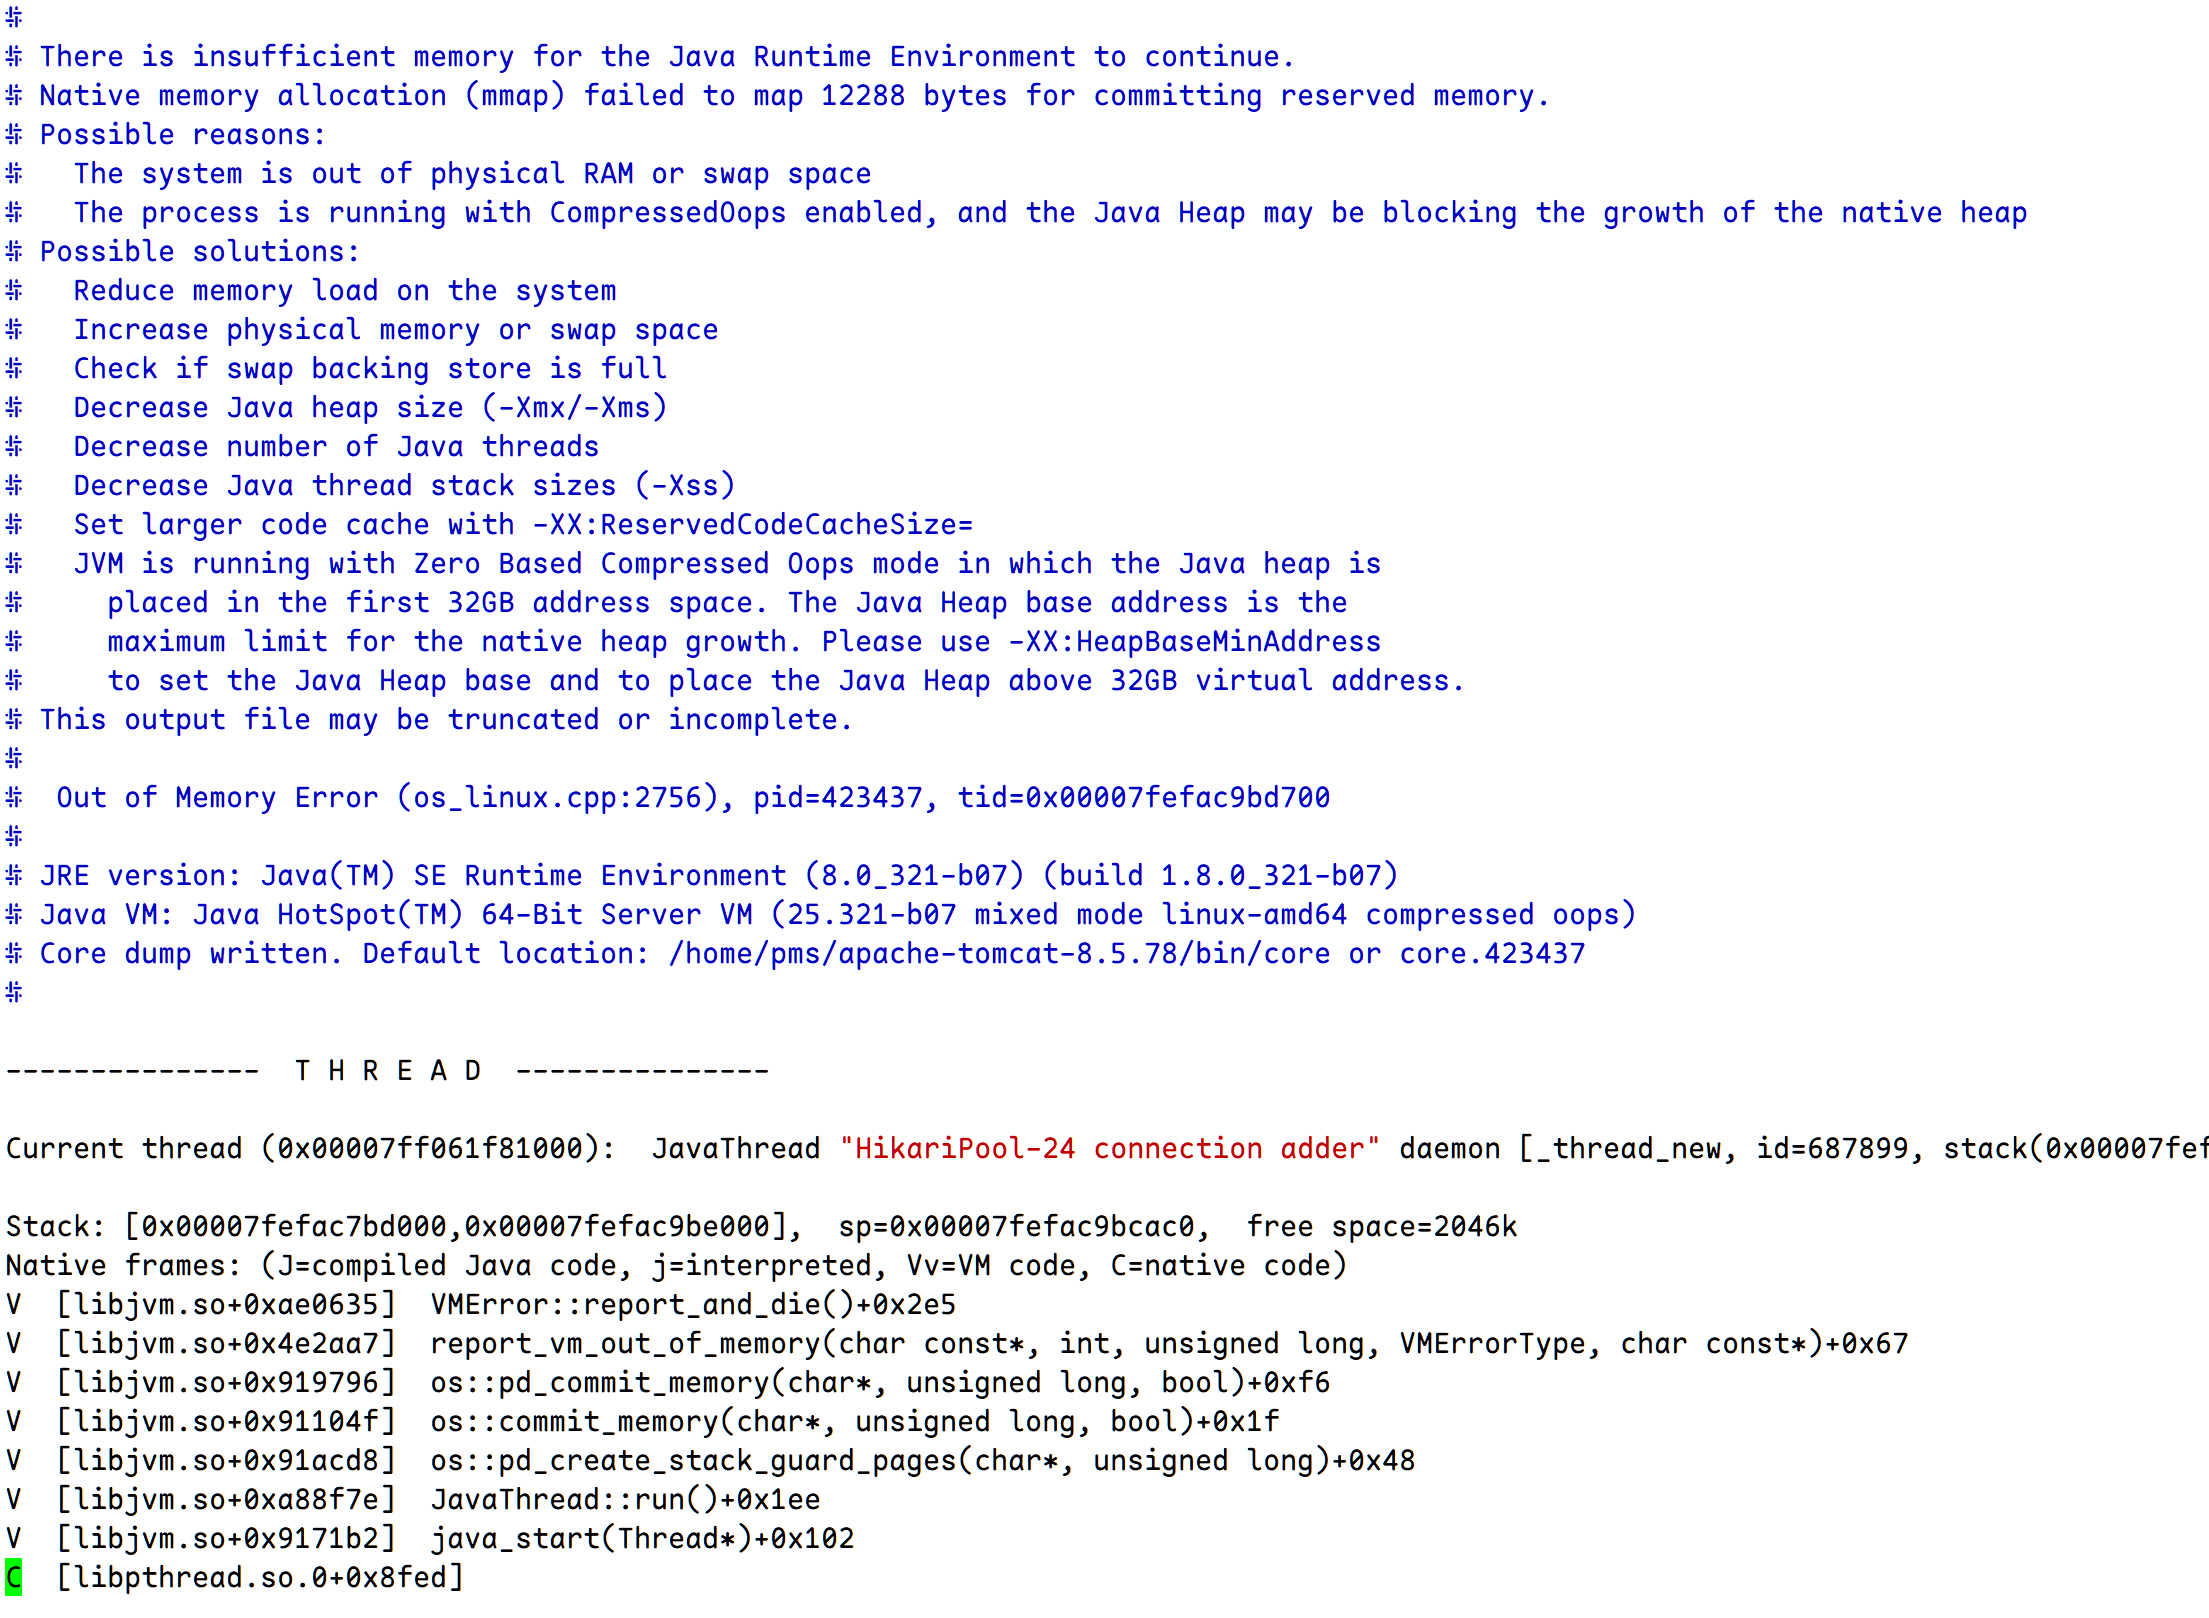 #
# There is insufficient memory for the Java Runtime Environment to continue.
# Native memory allocation (mmap) failed to map 12288 bytes for committing reserved memory.
# Possible reasons:
#   The system is out of physical RAM or swap space
#   The process is running with CompressedOops enabled, and the Java Heap may be blocking the growth of the native heap
# Possible solutions:
#   Reduce memory load on the system
#   Increase physical memory or swap space
#   Check if swap backing store is full
#   Decrease Java heap size (-Xmx/-Xms)
#   Decrease number of Java threads
#   Decrease Java thread stack sizes (-Xss)
#   Set larger code cache with -XX:ReservedCodeCacheSize=
#   JVM is running with Zero Based Compressed Oops mode in which the Java heap is
#     placed in the first 32GB address space. The Java Heap base address is the
#     maximum limit for the native heap growth. Please use -XX:HeapBaseMinAddress
#     to set the Java Heap base and to place the Java Heap above 32GB virtual address.
# This output file may be truncated or incomplete.
#
#  Out of Memory Error (os_linux.cpp:2756), pid=423437, tid=0x00007fefac9bd700
#
# JRE version: Java(TM) SE Runtime Environment (8.0_321-b07) (build 1.8.0_321-b07)
# Java VM: Java HotSpot(TM) 64-Bit Server VM (25.321-b07 mixed mode linux-amd64 compressed oops)
# Core dump written. Default location: /home/pms/apache-tomcat-8.5.78/bin/core or core.423437
#
---------------  T H R E A D  ---------------
Current thread (0x00007ff061f81000):  JavaThread "HikariPool-24 connection adder" daemon [_thread_new, id=687899, stack(0x00007fef
Stack: [0x00007fefac7bd000,0x00007fefac9be000],  sp=0x00007fefac9bcac0,  free space=2046k
Native frames: (J=compiled Java code, j=interpreted, Vv=VM code, C=native code)
V  [libjvm.so+0xae0635]  VMError::report_and_die()+0x2e5
V  [libjvm.so+0x4e2aa7]  report_vm_out_of_memory(char const*, int, unsigned long, VMErrorType, char const*)+0x67
V  [libjvm.so+0x919796]  os::pd_commit_memory(char*, unsigned long, bool)+0xf6
V  [libjvm.so+0x91104f]  os::commit_memory(char*, unsigned long, bool)+0x1f
V  [libjvm.so+0x91acd8]  os::pd_create_stack_guard_pages(char*, unsigned long)+0x48
V  [libjvm.so+0xa88f7e]  JavaThread::run()+0x1ee
V  [libjvm.so+0x9171b2]  java_start(Thread*)+0x102
C  [libpthread.so.0+0x8fed]